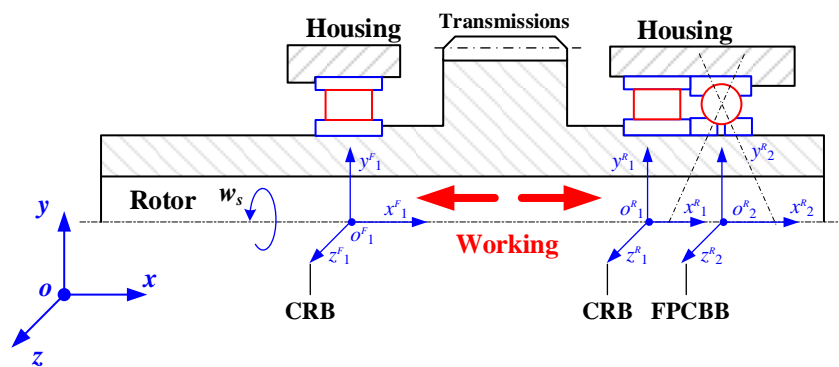 Transmissions
Housing
Housing
y^F_1
y^R_1
y^R_2
Rotor
w_s
x^F_1
o^R_1
x^R_1
o^R_2
x^R_2
y
o^F_1
Working
z^F_1
z^R_1
z^R_2
o
x
CRB
CRB
FPCBB
z